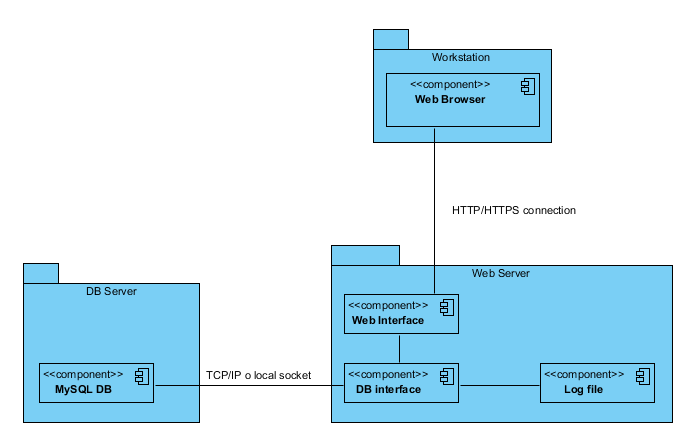 Workstation
<<component>>
Web Browser
HTTP/HTTPS connection
Web Server
<<component>>
Web Interface
DB Server
<<component>>
MySQL DB
TCP/IP o local socket
<<component>>
DB interface
<<component>>
Log file